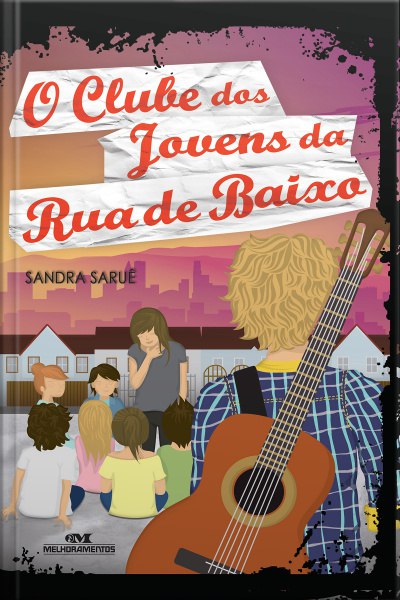 O Clube dos
Jovens da
Rua de Baixo
SANDRA SARUÊ
MELHORAMENTOS